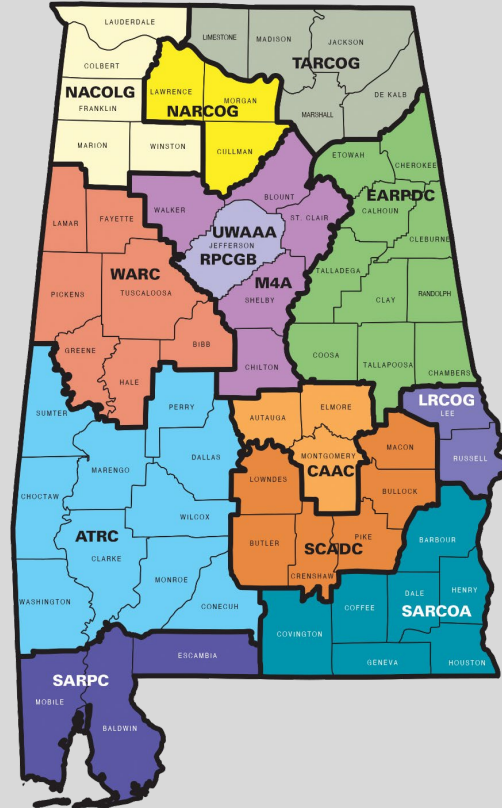 LAUDERDALE
LIMESTONE
MADISON
JACKSON
COLBERT
TARCOG
NACOLG
LAWRENCE
MORGAN
DE KALB
FRANKLIN
NARCOG
MARSHALL
MARION
WINSTON
CULLMAN
ETOWAH
CHEROKEE
WALKER
BLOUNT
EARPDC
LAMAR
FAYETTE
ST. CLAIR
CALHOUN
UWAAA
JEFFERSON
RPCGB
CLEBURNE
WARC
TALLADEGA
M4A
PICKENS
TUSCALOOSA
SHELBY
CLAY
RANDOLPH
GREENE
BIBB
COOSA
TALLAPOOSA
CHAMBERS
HALE
CHILTON
LRCOG
SUMTER
PERRY
AUTAUGA
ELMORE
LEE
MACON
MONTGOMERY
DALLAS
CAAC
RUSSELL
MARENGO
LOWNDES
BULLOCK
CHOCTAW
WILCOX
ATRC
BUTLER
PIKE
BARBOUR
SCADC
CLARKE
CRENSHAW
MONROE
DALE
HENRY
WASHINGTON
CONECUH
COFFEE
SARCOA
COVINGTON
ESCAMBIA
GENEVA
HOUSTON
SARPC
MOBILE
BALDWIN